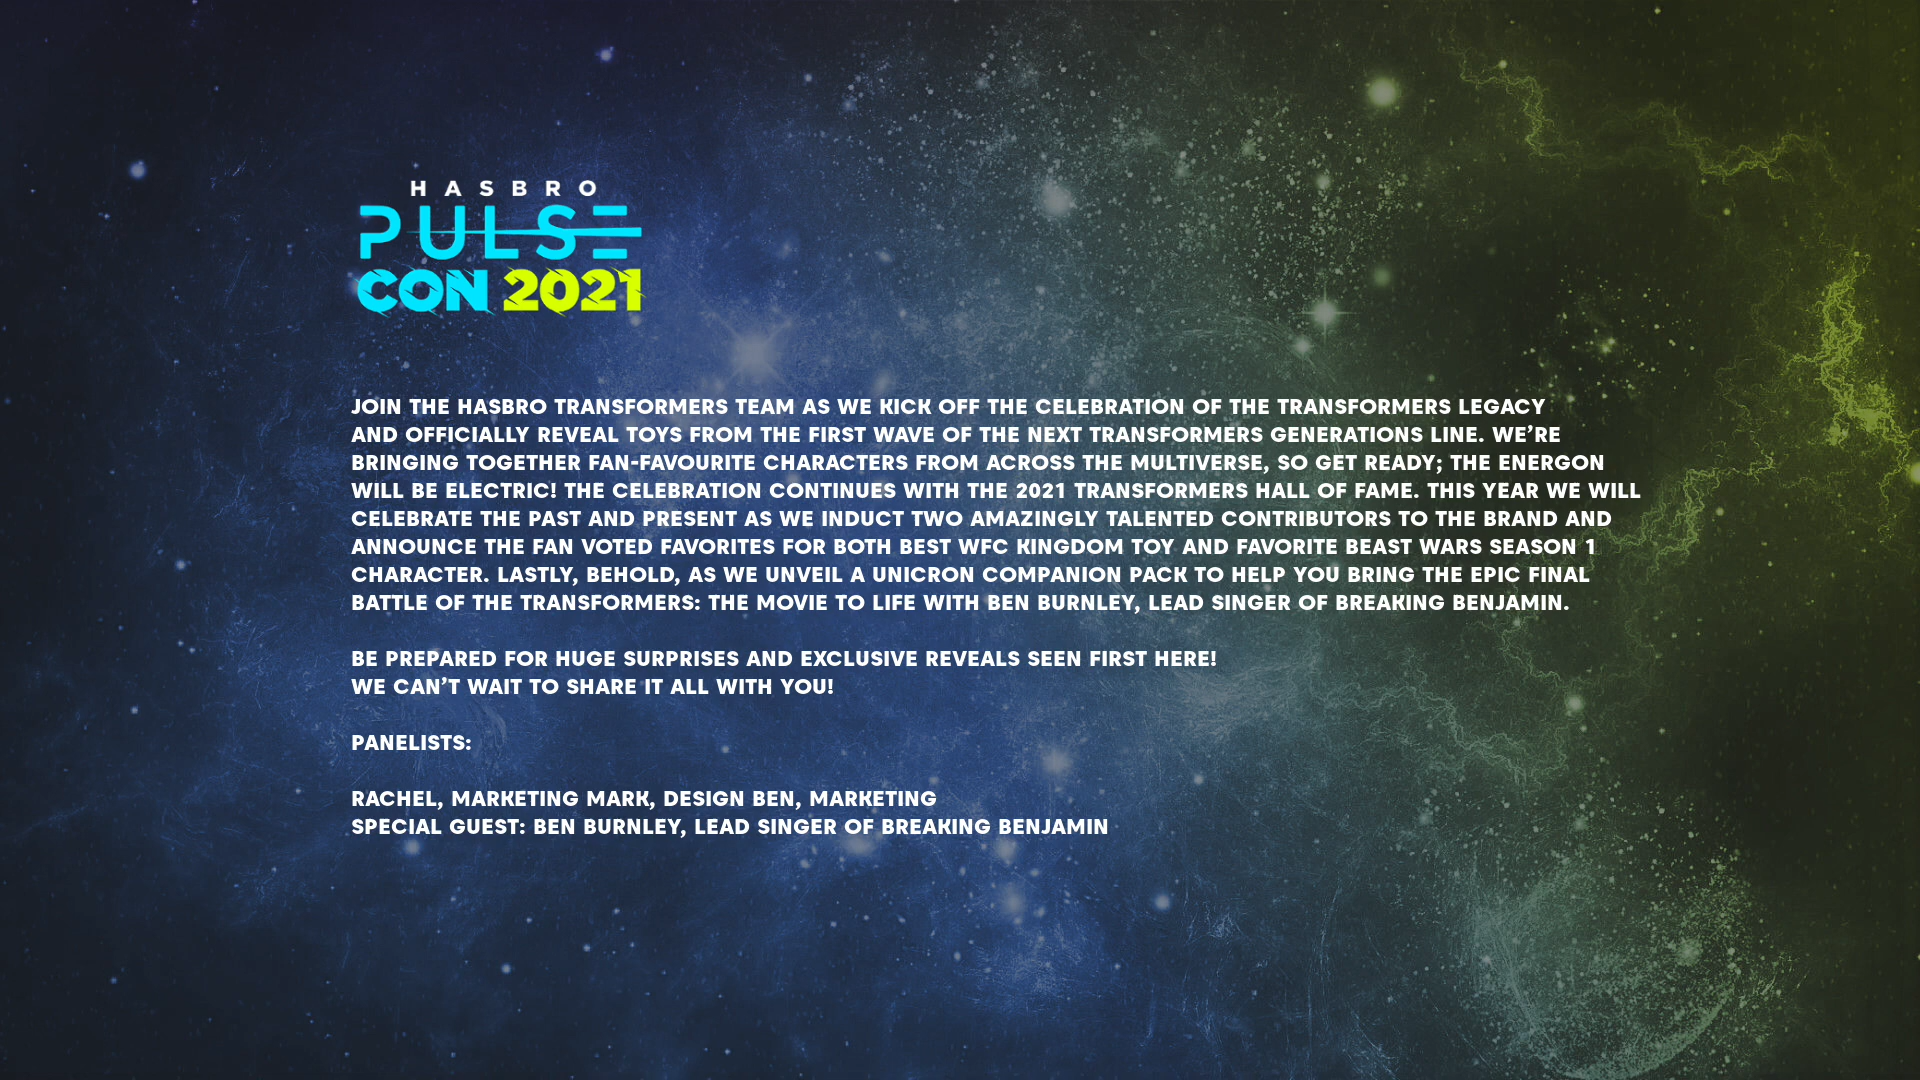 HASBRO
PULSE
CON 2021
JOIN THE HASBRO TRANSFORMERS TEAM AS WE KICK OFF THE CELEBRATION OF THE TRANSFORMERS LEGACY
AND OFFICIALLY REVEAL TOYS FROM THE FIRST WAVE OF THE NEXT TRANSFORMERS GENERATIONS LINE. WE’RE
BRINGING TOGETHER FAN-FAVOURITE CHARACTERS FROM ACROSS THE MULTIVERSE, SO GET READY; THE ENERGON
WILL BE ELECTRIC! THE CELEBRATION CONTINUES WITH THE 2021 TRANSFORMERS HALL OF FAME. THIS YEAR WE WILL
CELEBRATE THE PAST AND PRESENT AS WE INDUCT TWO AMAZINGLY TALENTED CONTRIBUTORS TO THE BRAND AND
ANNOUNCE THE FAN VOTED FAVORITES FOR BOTH BEST WFC KINGDOM TOY AND FAVORITE BEAST WARS SEASON 1
CHARACTER. LASTLY, BEHOLD, AS WE UNVEIL A UNICRON COMPANION PACK TO HELP YOU BRING THE EPIC FINAL
BATTLE OF THE TRANSFORMERS: THE MOVIE TO LIFE WITH BEN BURNLEY, LEAD SINGER OF BREAKING BENJAMIN.
BE PREPARED FOR HUGE SURPRISES AND EXCLUSIVE REVEALS SEEN FIRST HERE!
WE CAN’T WAIT TO SHARE IT ALL WITH YOU!
PANELISTS:
RACHEL, MARKETING MARK, DESIGN BEN, MARKETING
SPECIAL GUEST: BEN BURNLEY, LEAD SINGER OF BREAKING BENJAMIN